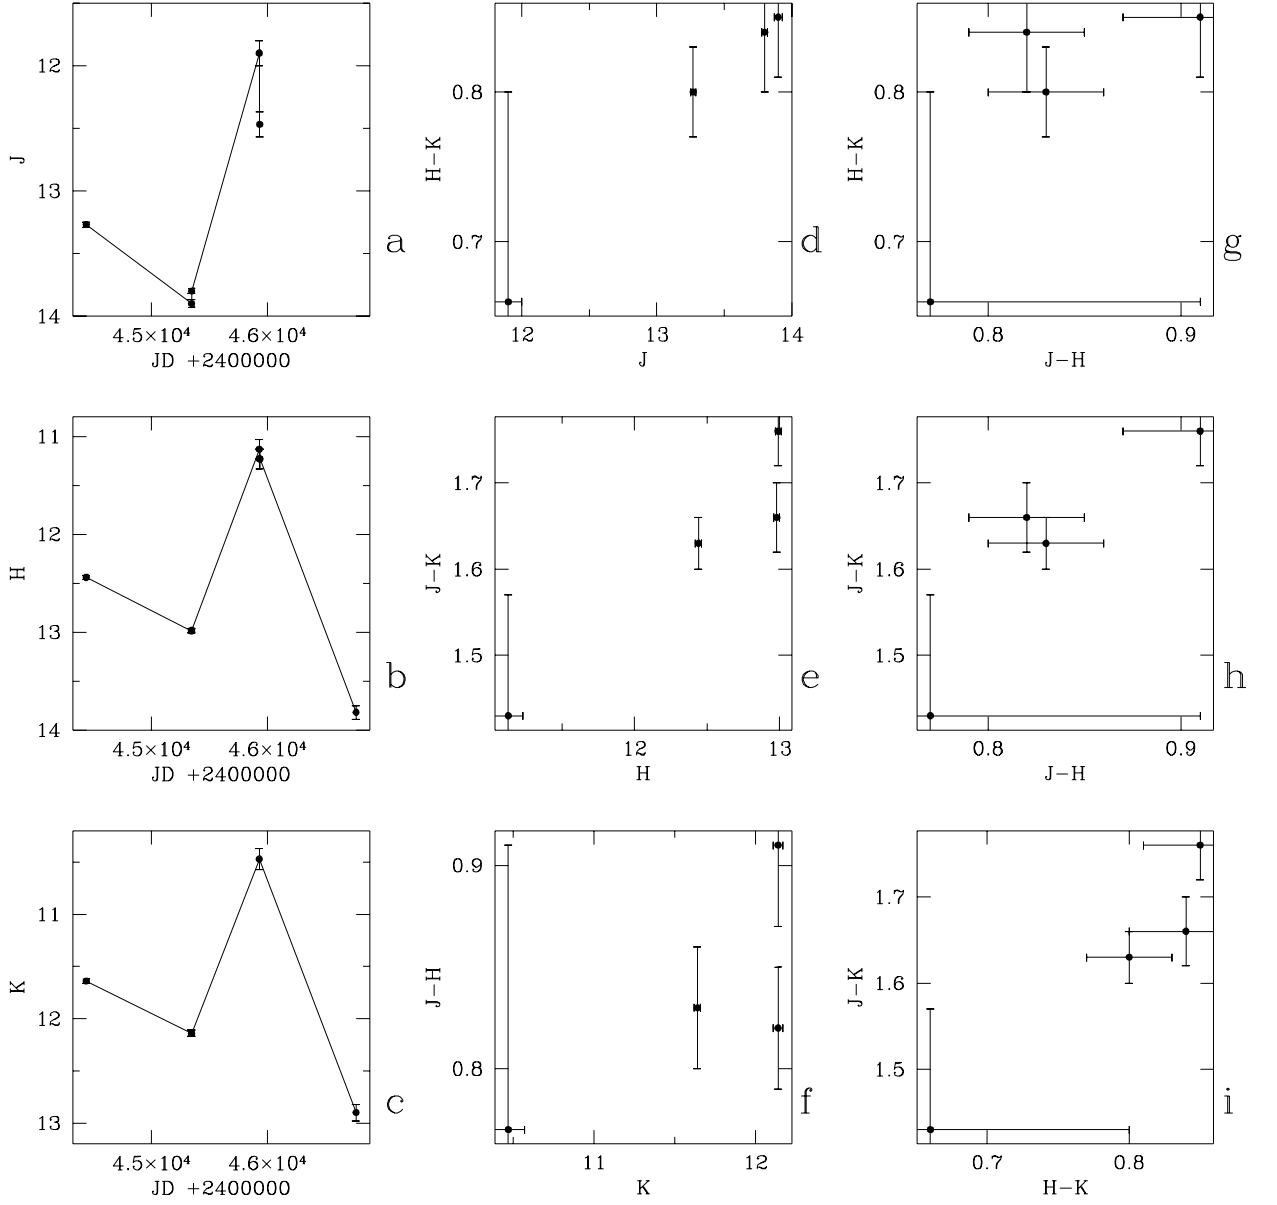 12
13
14
J
4.5×10⁴ 4.6×10⁴
JD +2400000
a
0.8
0.7
H−K
12 13 14
J
d
0.8
0.7
H−K
0.8 0.9
J−H
g
11
12
13
14
H
4.5×10⁴ 4.6×10⁴
JD +2400000
b
1.7
1.6
1.5
J−K
12 13
H
e
1.7
1.6
1.5
J−K
0.8 0.9
J−H
h
11
12
13
K
4.5×10⁴ 4.6×10⁴
JD +2400000
c
0.9
0.8
J−H
11 12
K
f
1.7
1.6
1.5
J−K
0.7 0.8
H−K
i